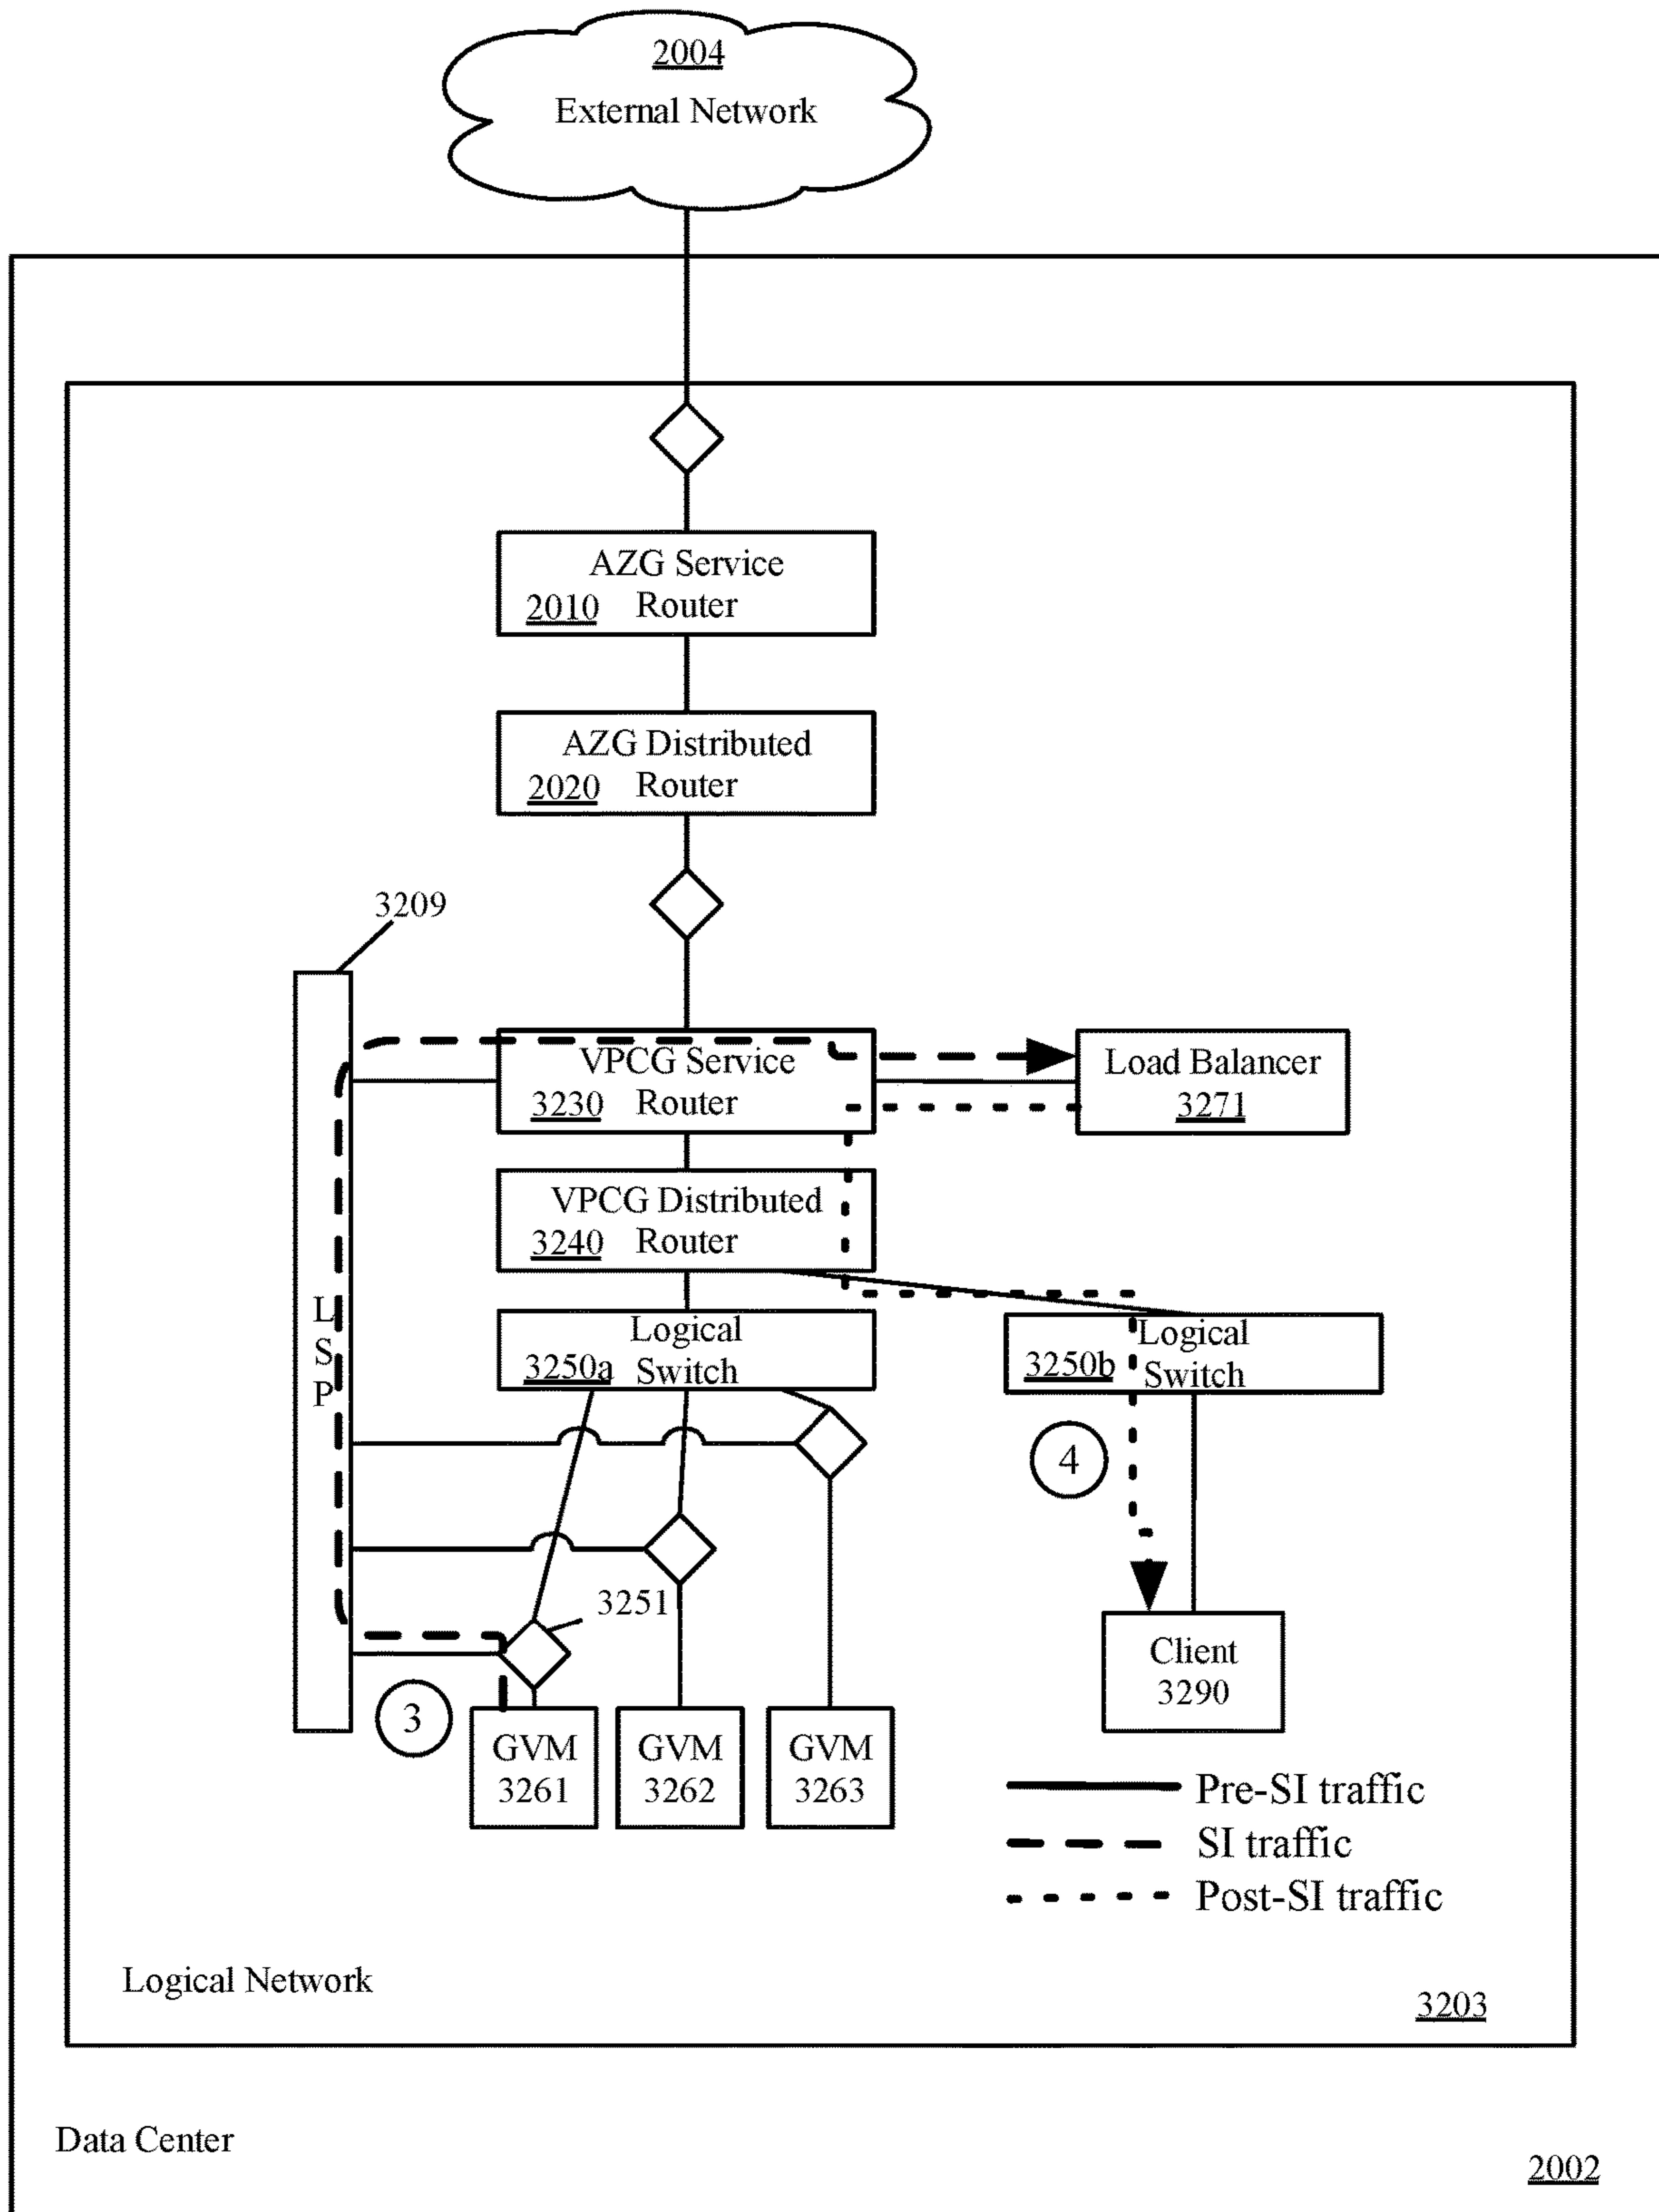 2004
External Network
AZG Service
2010 Router
AZG Distributed
2020 Router
3209
VPCG Service
3230 Router
Load Balancer
3271
VPCG Distributed
3240 Router
L
S
P
Logical
3250a Switch
Logical
3250b Switch
4
3251
3
GVM
3261
GVM
3262
GVM
3263
Client
3290
Pre-SI traffic
SI traffic
Post-SI traffic
Logical Network
3203
Data Center
2002